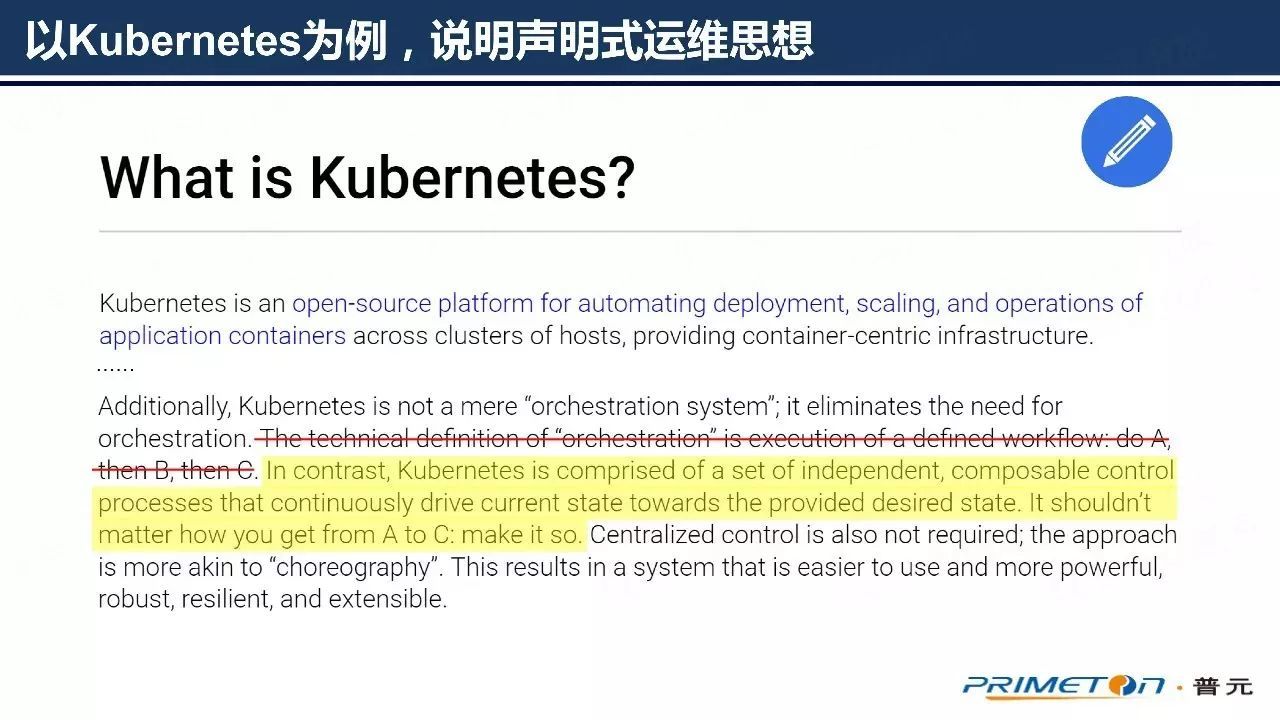 以Kubernetes为例，说明声明式运维思想
What is Kubernetes?
Kubernetes is an open-source platform for automating deployment, scaling, and operations of
application containers across clusters of hosts, providing container-centric infrastructure.
......
Additionally, Kubernetes is not a mere “orchestration system”; it eliminates the need for
orchestration. The technical definition of “orchestration” is execution of a defined workflow: do A,
then B, then C. In contrast, Kubernetes is comprised of a set of independent, composable control
processes that continuously drive current state towards the provided desired state. It shouldn’t
matter how you get from A to C: make it so. Centralized control is also not required; the approach
is more akin to “choreography”. This results in a system that is easier to use and more powerful,
robust, resilient, and extensible.
PRIMETON · 普元